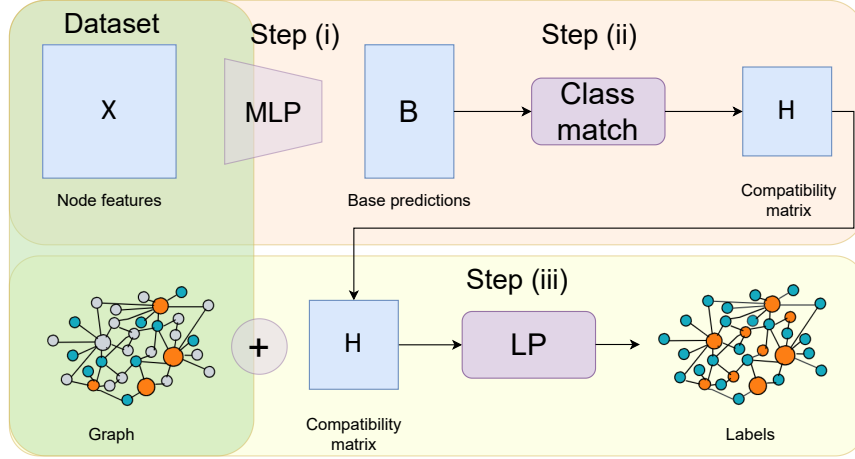 Dataset
Step (i)
Step (ii)
X
MLP
B
Class
match
H
Node features
Base predictions
Compatibility
matrix
Step (iii)
+
H
LP
Graph
Compatibility
matrix
Labels